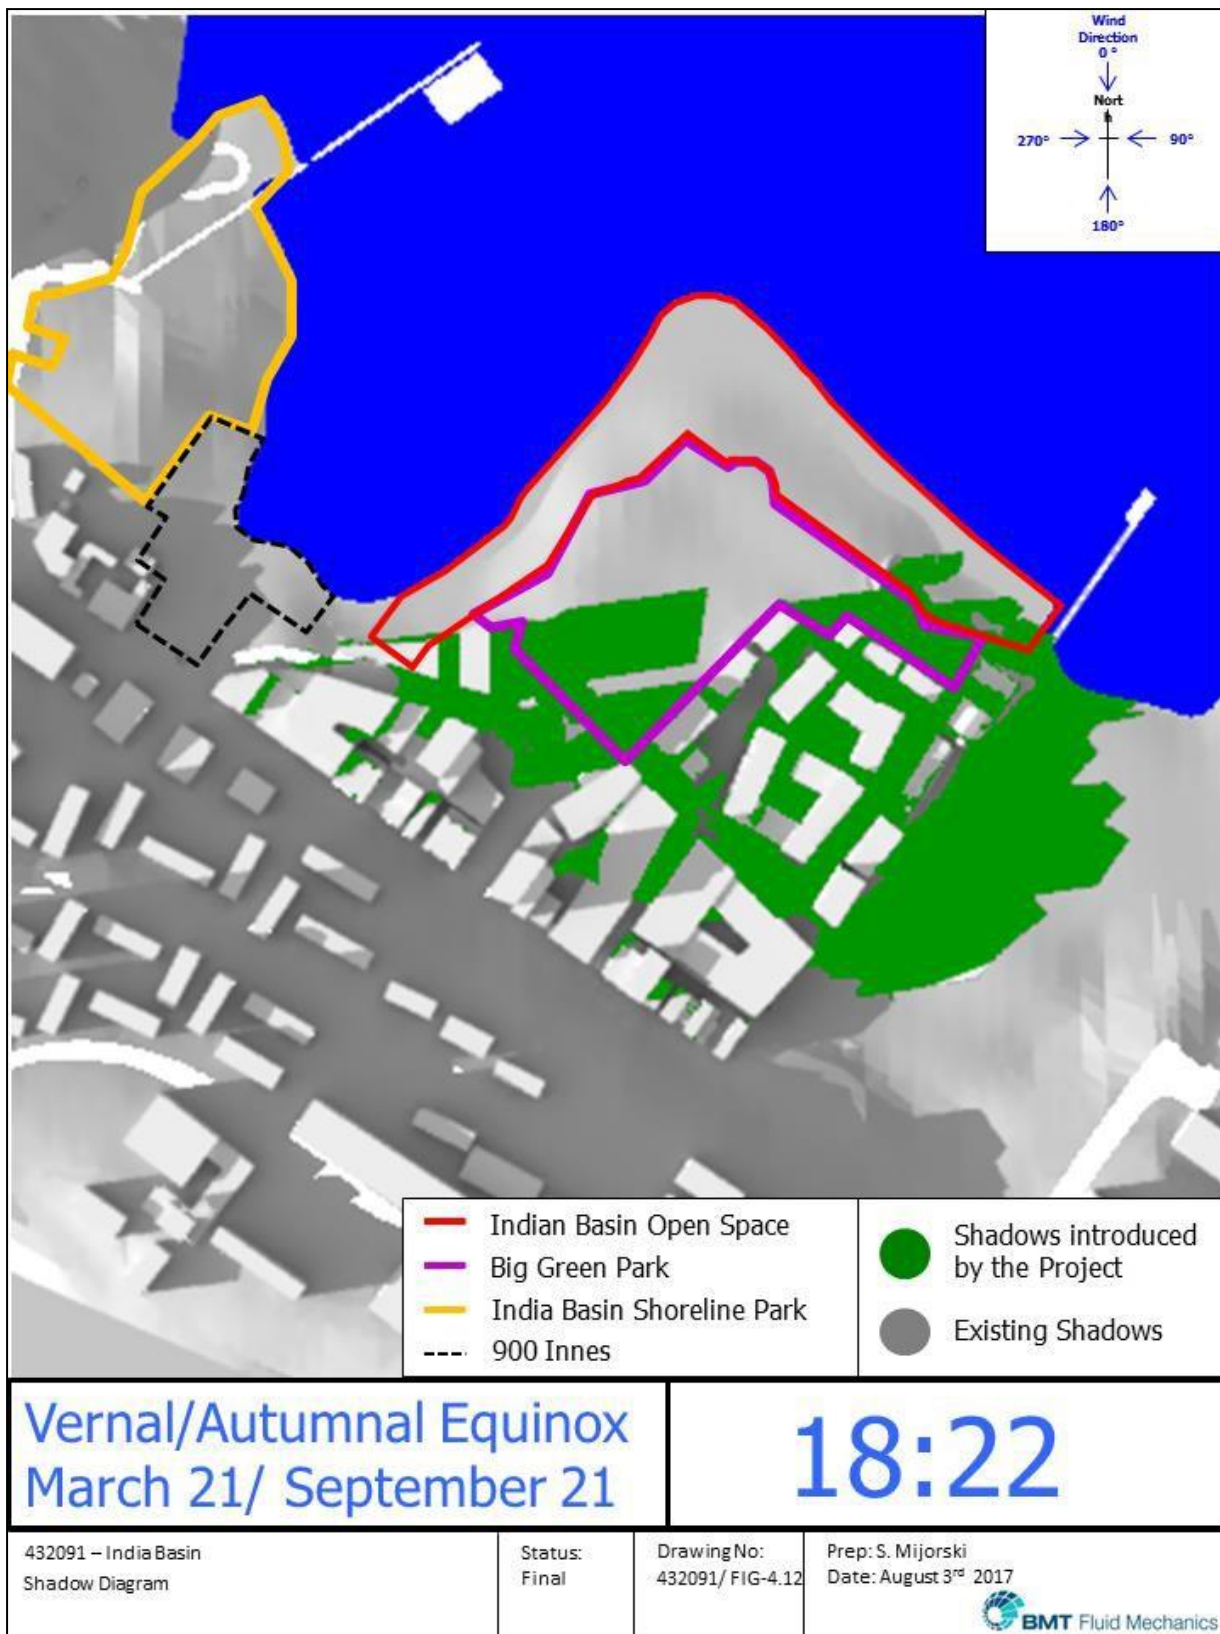 Wind
Direction
0 °
Nort
h
270°
90°
180°
Indian Basin Open Space
Big Green Park
India Basin Shoreline Park
900 Innes
Shadows introduced
by the Project
Existing Shadows
Vernal/Autumnal Equinox
March 21/ September 21
18:22
432091 – India Basin
Shadow Diagram
Status:
Final
Drawing No:
432091/ FIG-4.12
Prep: S. Mijorski
Date: August 3rd 2017
BMT Fluid Mechanics